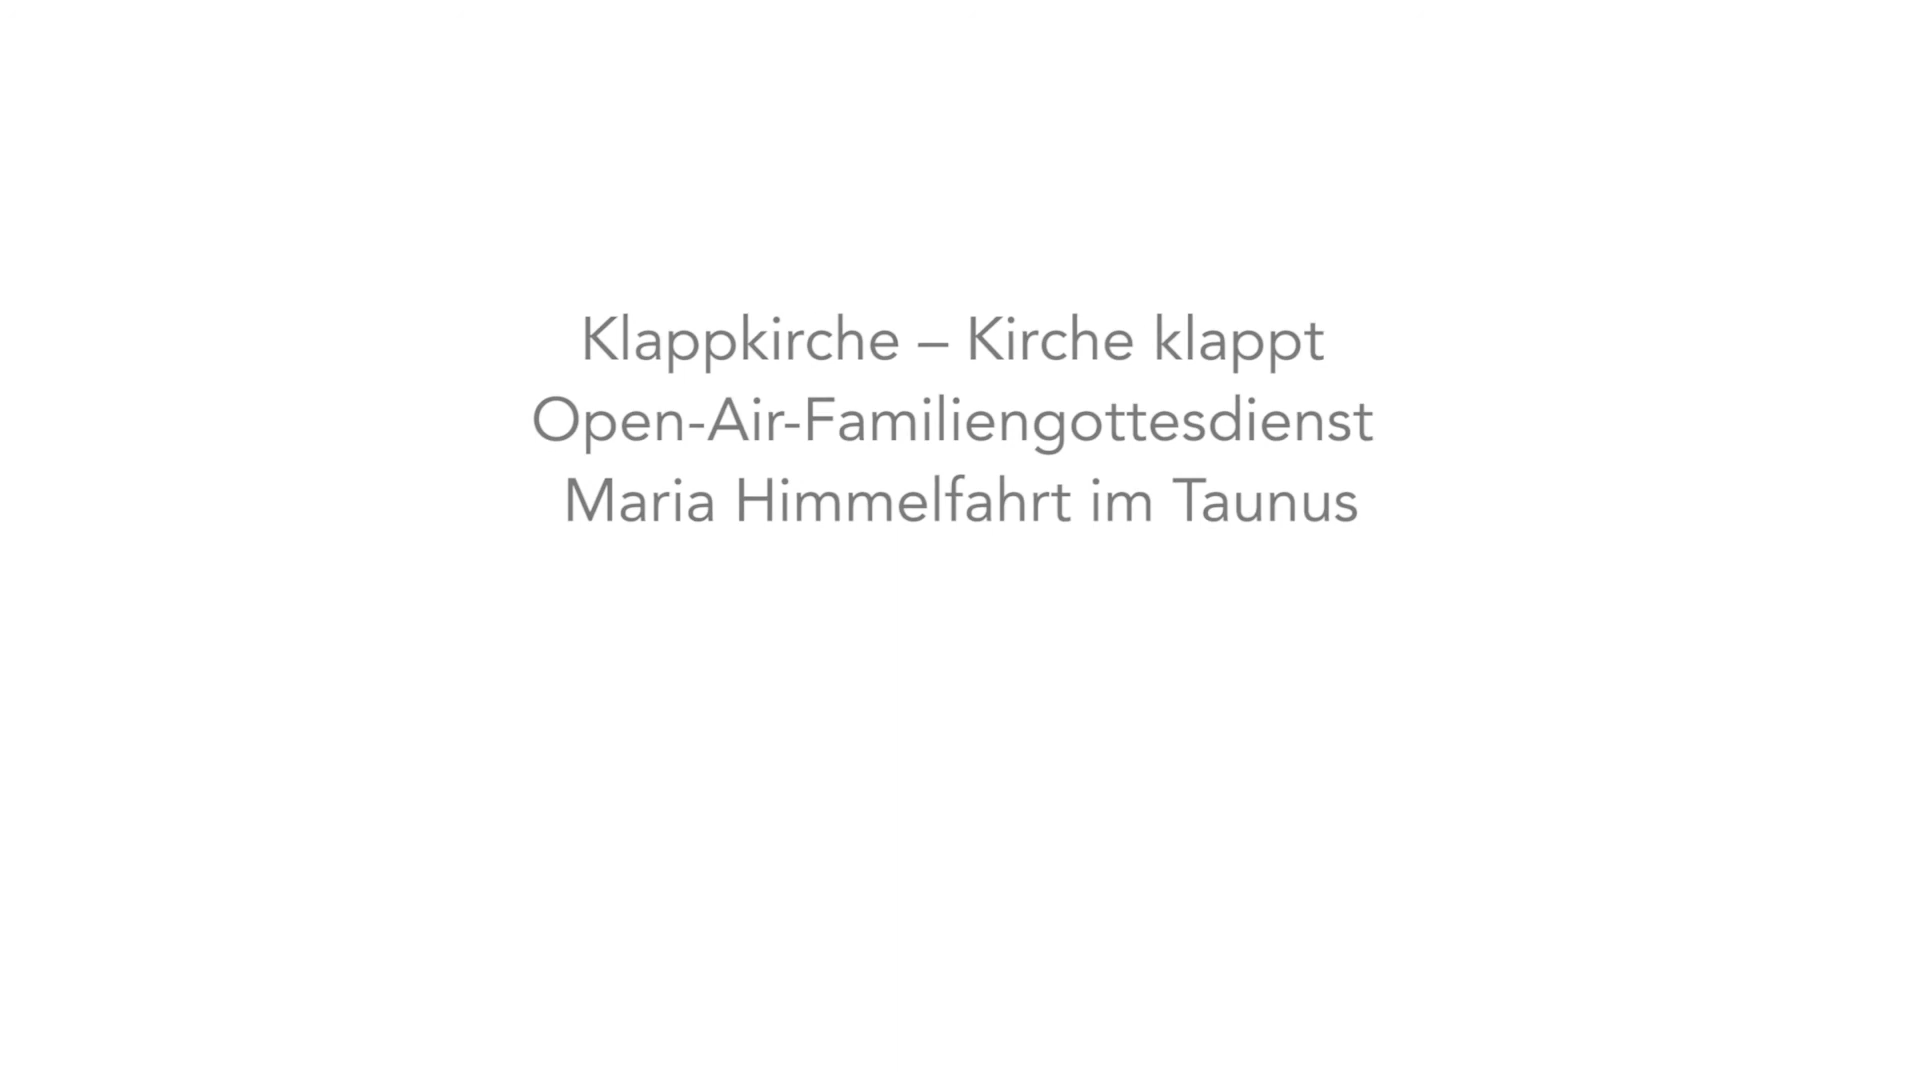 Klappkirche – Kirche klappt
Open-Air-Familiengottesdienst
Maria Himmelfahrt im Taunus